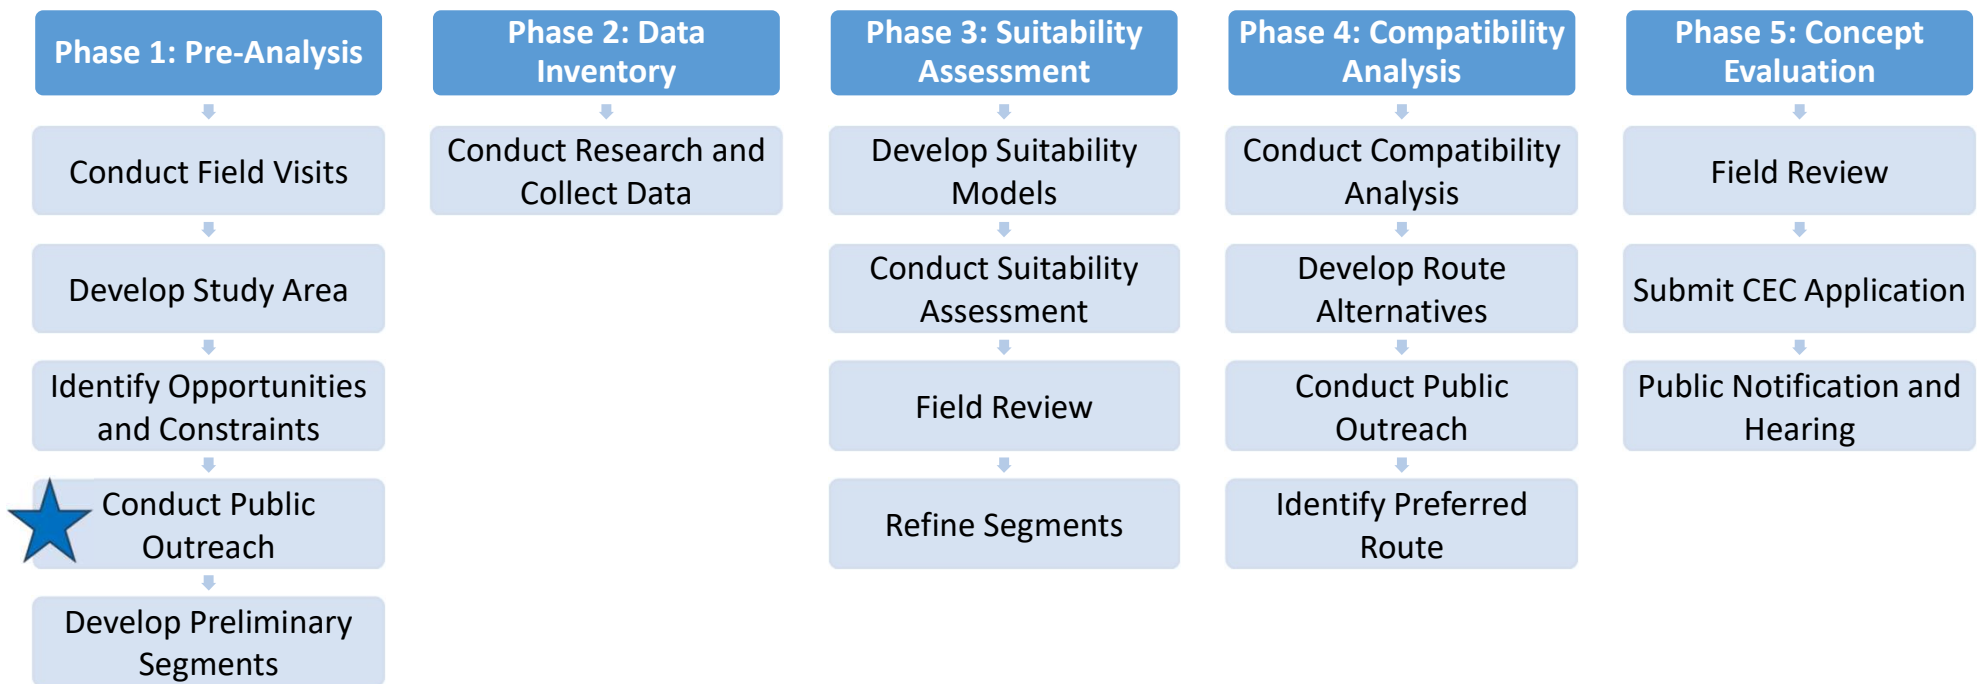 Phase 1: Pre-Analysis
Conduct Field Visits
Develop Study Area
Identify Opportunities
and Constraints
Conduct Public
Outreach
Develop Preliminary
Segments
Phase 2: Data
Inventory
Conduct Research and
Collect Data
Phase 3: Suitability
Assessment
Develop Suitability
Models
Conduct Suitability
Assessment
Field Review
Refine Segments
Phase 4: Compatibility
Analysis
Conduct Compatibility
Analysis
Develop Route
Alternatives
Conduct Public
Outreach
Identify Preferred
Route
Phase 5: Concept
Evaluation
Field Review
Submit CEC Application
Public Notification and
Hearing